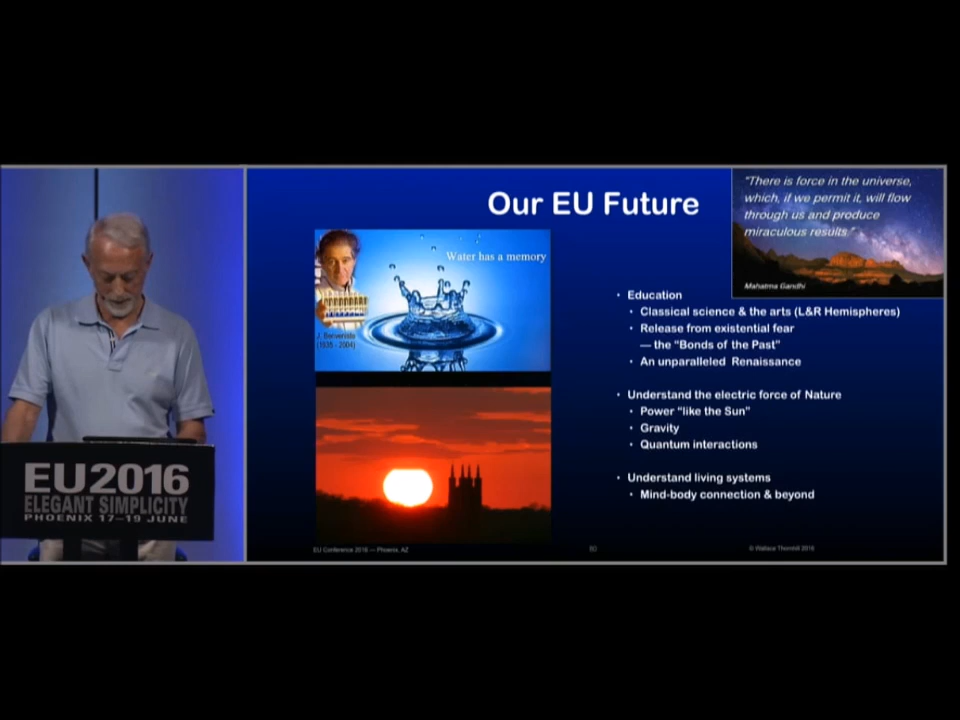 Our EU Future
"There is force in the universe,
which, if we permit it, will flow
through us and produce
miraculous results."
Mahatma Gandhi
Water has a memory
J. Benveniste
(1935 - 2004)
• Education
• Classical science & the arts (L&R Hemispheres)
• Release from existential fear
— the "Bonds of the Past"
• An unparalleled Renaissance
• Understand the electric force of Nature
• Power "like the Sun"
• Gravity
• Quantum interactions
• Understand living systems
• Mind-body connection & beyond
EU2016
ELEGANT SIMPLICITY
PHOENIX 17–19 JUNE
EU Conference 2016 — Phoenix, AZ
60
© Wallace Thornhill 2016